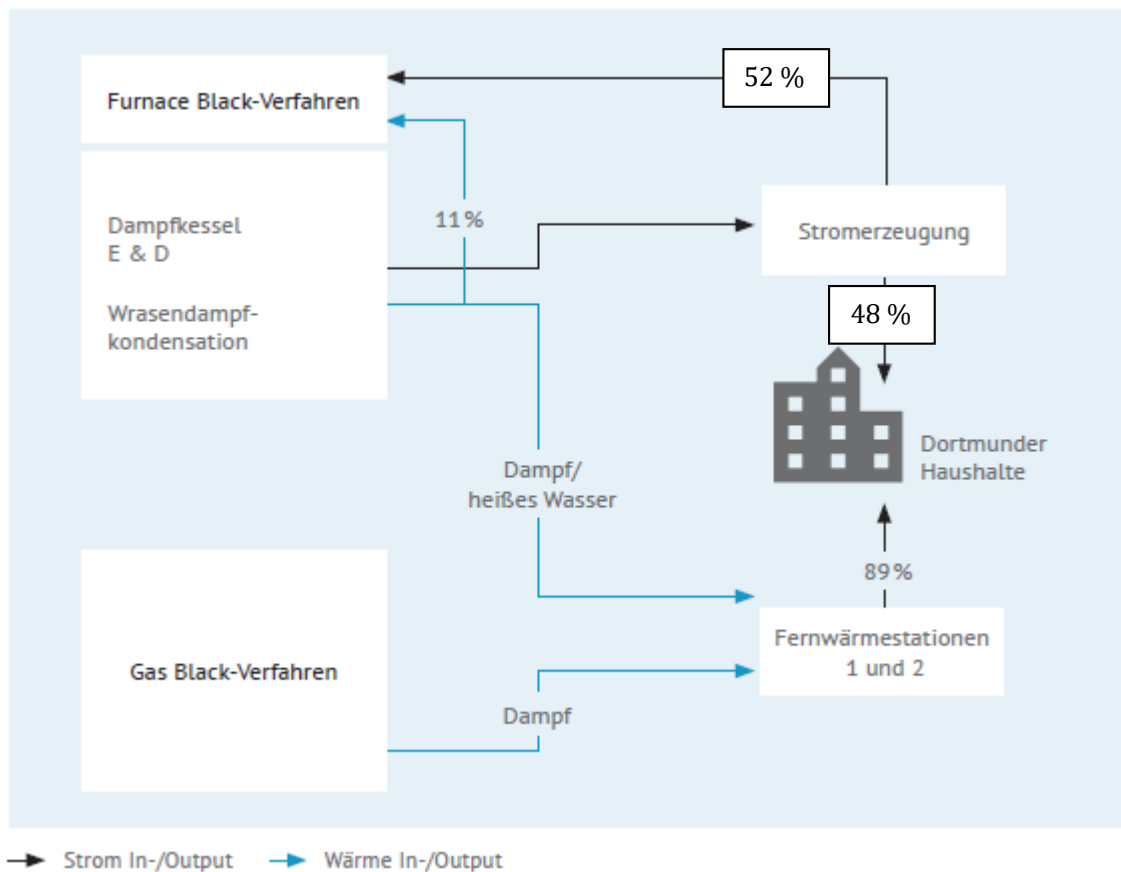 52 %
Furnace Black-Verfahren
11 %
Dampfkessel
E & D
Stromerzeugung
Wrasendampf-
kondensation
48 %
Dortmunder
Haushalte
Dampf/
heißes Wasser
89 %
Fernwärmestationen
1 und 2
Gas Black-Verfahren
Dampf
Strom In-/Output
Wärme In-/Output